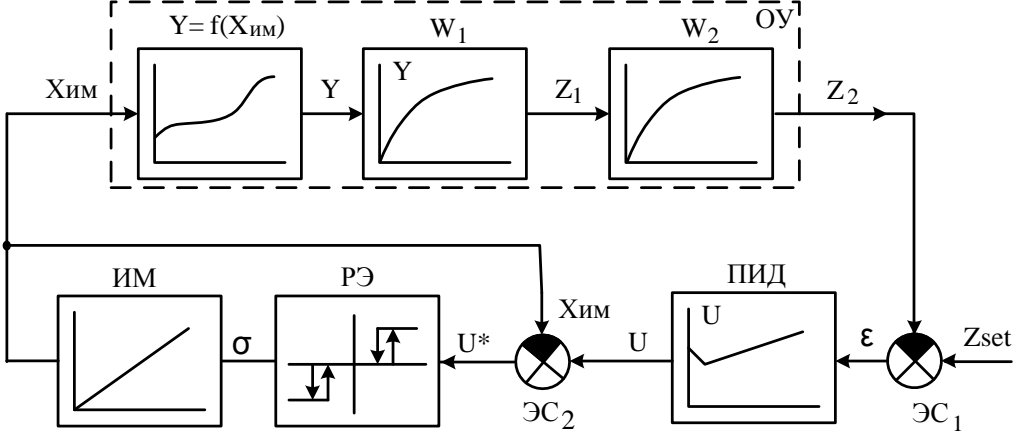 ОУ
Y= f(Xим)
W1
W2
Xим
Y
Y
Z1
Z2
ИМ
РЭ
ПИД
Xим
U
Zset
σ
U*
U
ε
ЭС2
ЭС1